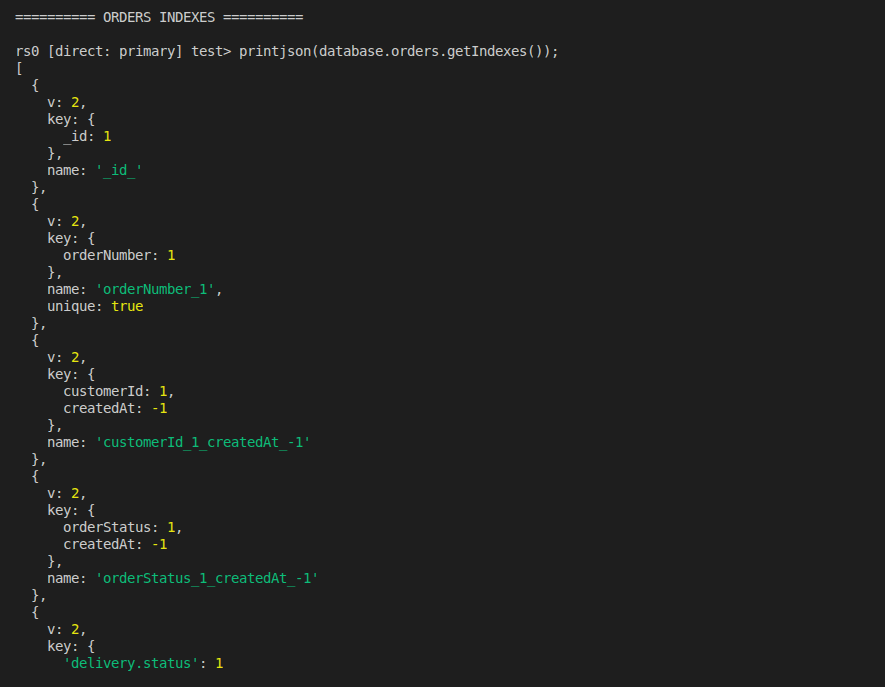 ========== ORDERS INDEXES ==========
rs0 [direct: primary] test> printjson(database.orders.getIndexes());
[
  {
    v: 2,
    key: {
      _id: 1
    },
    name: '_id_'
  },
  {
    v: 2,
    key: {
      orderNumber: 1
    },
    name: 'orderNumber_1',
    unique: true
  },
  {
    v: 2,
    key: {
      customerId: 1,
      createdAt: -1
    },
    name: 'customerId_1_createdAt_-1'
  },
  {
    v: 2,
    key: {
      orderStatus: 1,
      createdAt: -1
    },
    name: 'orderStatus_1_createdAt_-1'
  },
  {
    v: 2,
    key: {
      'delivery.status': 1